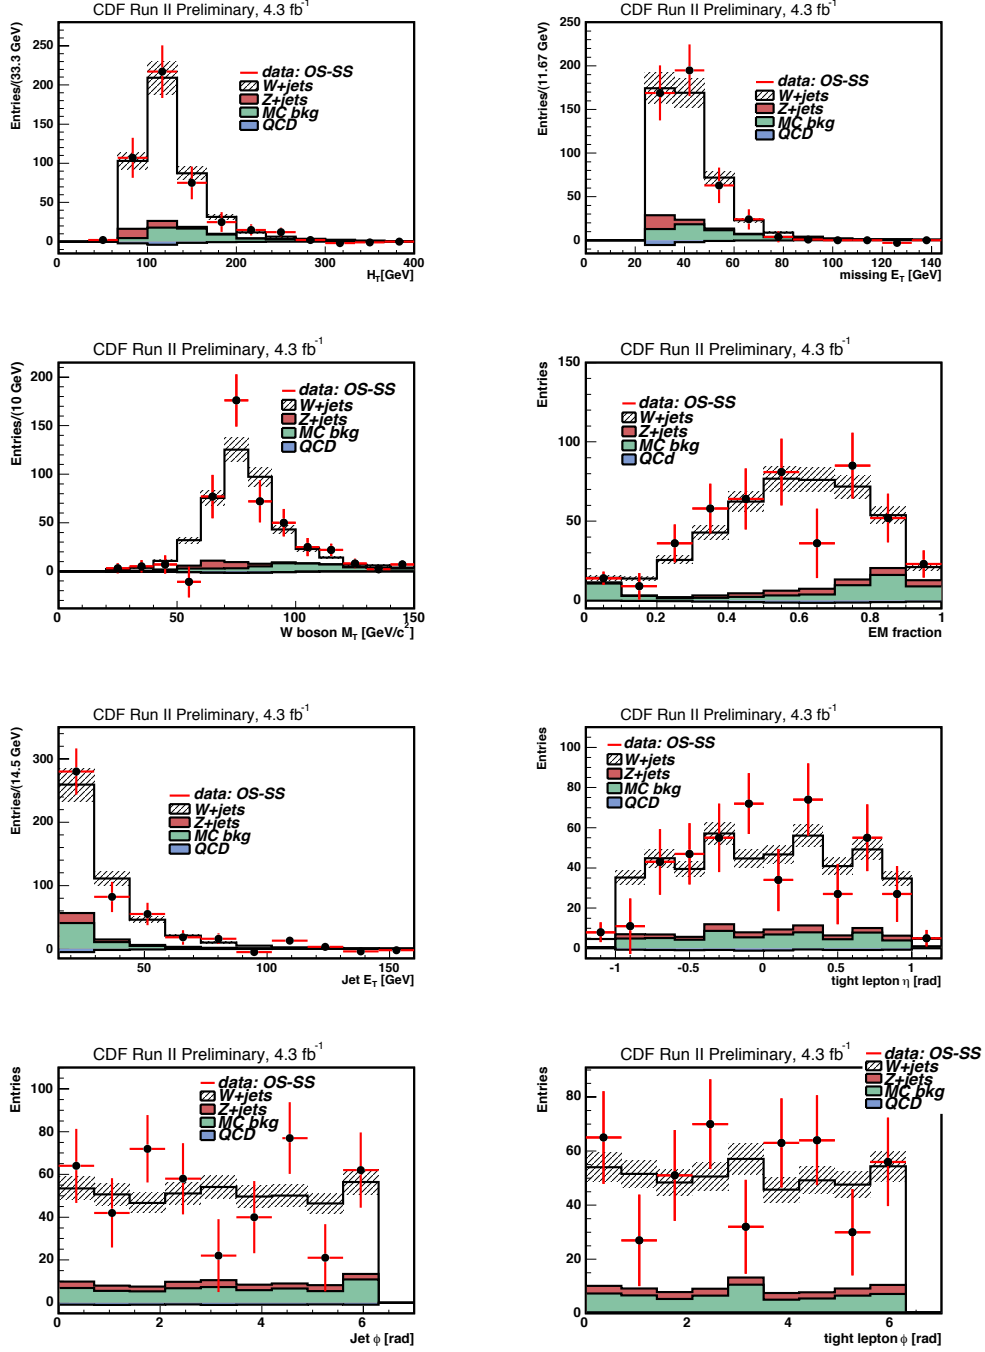 CDF Run II Preliminary, 4.3 fb-1
Entries/(33.3 GeV)
250
200
150
100
50
0
data: OS-SS
W+jets
Z+jets
MC bkg
QCD
0 100 200 300 400
HT[GeV]
CDF Run II Preliminary, 4.3 fb-1
Entries/(11.67 GeV)
200
150
100
50
0
data: OS-SS
W+jets
Z+jets
MC bkg
QCD
0 20 40 60 80 100 120 140
missing ET [GeV]
CDF Run II Preliminary, 4.3 fb-1
Entries/(10 GeV)
200
150
100
50
0
data: OS-SS
W+jets
Z+jets
MC bkg
QCD
0 50 100 150
W boson MT [GeV/c2]
CDF Run II Preliminary, 4.3 fb-1
Entries
150
100
50
0
data: OS-SS
W+jets
Z+jets
MC bkg
QCd
0 0.2 0.4 0.6 0.8 1
EM fraction
CDF Run II Preliminary, 4.3 fb-1
Entries/(14.5 GeV)
300
200
100
0
data: OS-SS
W+jets
Z+jets
MC bkg
QCD
50 100 150
Jet ET [GeV]
CDF Run II Preliminary, 4.3 fb-1
Entries
100
80
60
40
20
0
data: OS-SS
W+jets
Z+jets
MC bkg
QCD
-1 -0.5 0 0.5 1
tight lepton η [rad]
CDF Run II Preliminary, 4.3 fb-1
Entries
100
80
60
40
20
0
data: OS-SS
W+jets
Z+jets
MC bkg
QCD
0 2 4 6
Jet ϕ [rad]
CDF Run II Preliminary, 4.3 fb-1
Entries
80
60
40
20
0
data: OS-SS
W+jets
Z+jets
MC bkg
QCD
0 2 4 6
tight lepton ϕ [rad]